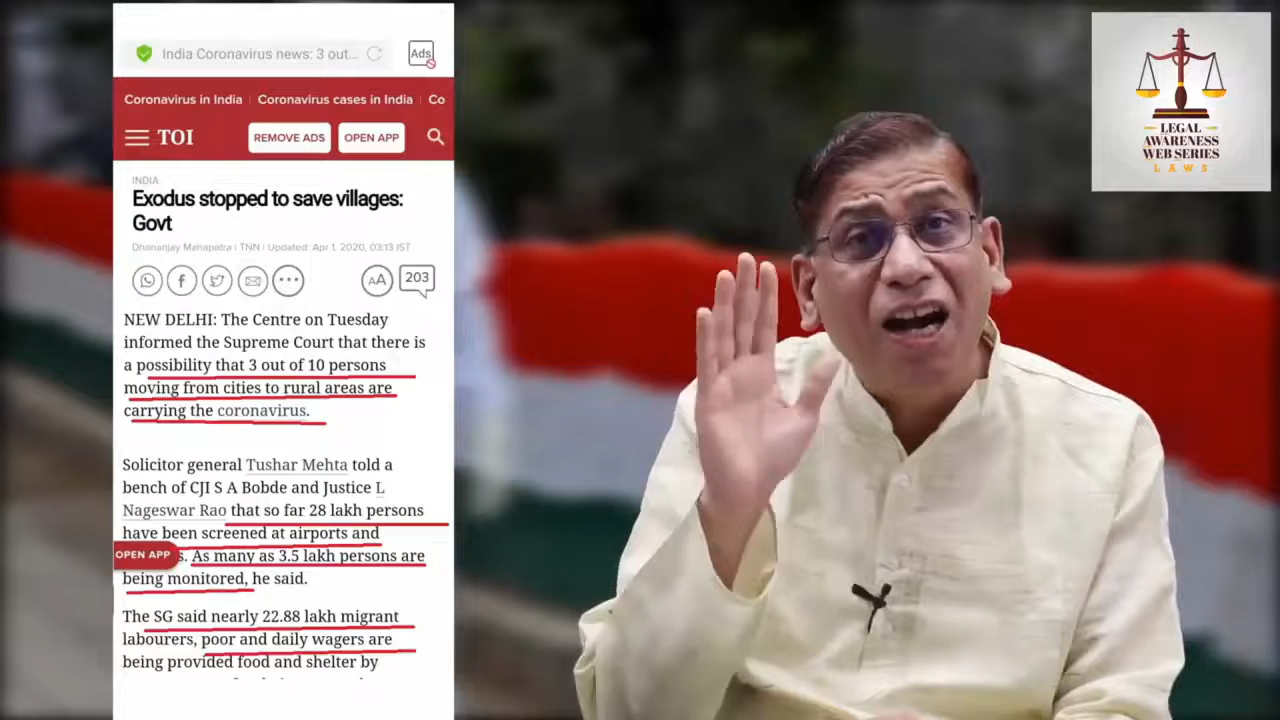 India Coronavirus news: 3 out...
Ads
Coronavirus in India
Coronavirus cases in India
Co
TOI
REMOVE ADS
OPEN APP
INDIA
Exodus stopped to save villages:
Govt
Dhananjay Mahapatra | TNN | Updated: Apr 1, 2020, 03:13 IST
AA
203
NEW DELHI: The Centre on Tuesday
informed the Supreme Court that there is
a possibility that 3 out of 10 persons
moving from cities to rural areas are
carrying the coronavirus.
Solicitor general Tushar Mehta told a
bench of CJI S A Bobde and Justice L
Nageswar Rao that so far 28 lakh persons
have been screened at airports and
OPEN APP
s. As many as 3.5 lakh persons are
being monitored, he said.
The SG said nearly 22.88 lakh migrant
labourers, poor and daily wagers are
being provided food and shelter by
LEGAL
AWARENESS
WEB SERIES
LAWS